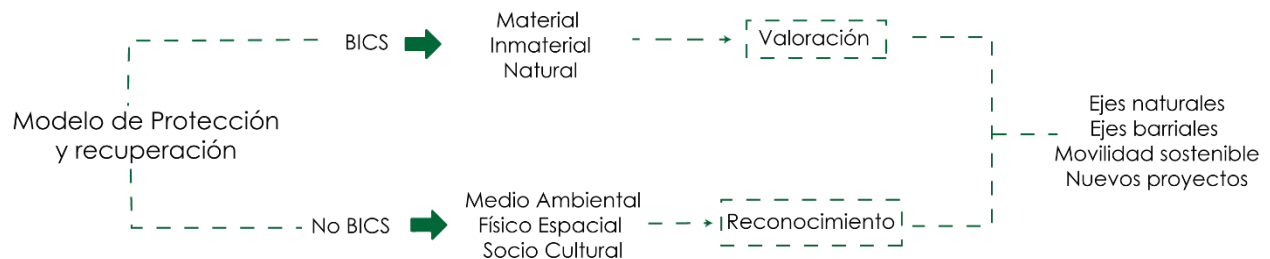 Modelo de Protección
y recuperación
BICS
Material
Inmaterial
Natural
Valoración
No BICS
Medio Ambiental
Físico Espacial
Socio Cultural
Reconocimiento
Ejes naturales
Ejes barriales
Movilidad sostenible
Nuevos proyectos